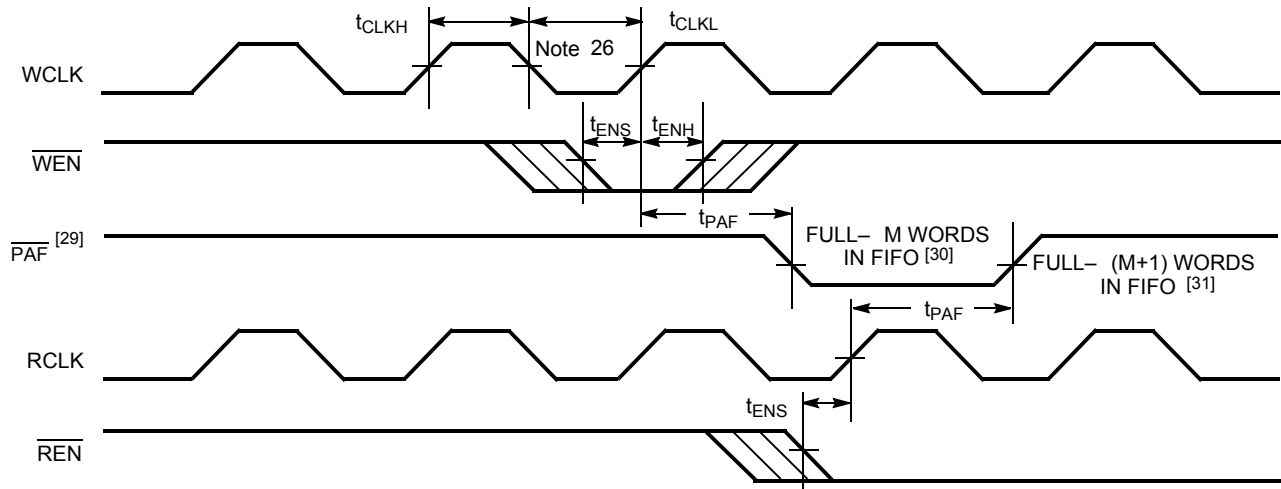 tCLKH
tCLKL
Note 26
WCLK
tENS
tENH
WEN
tPAF
PAF [29]
FULL– M WORDS
IN FIFO [30]
FULL– (M+1) WORDS
IN FIFO [31]
tPAF
RCLK
tENS
REN